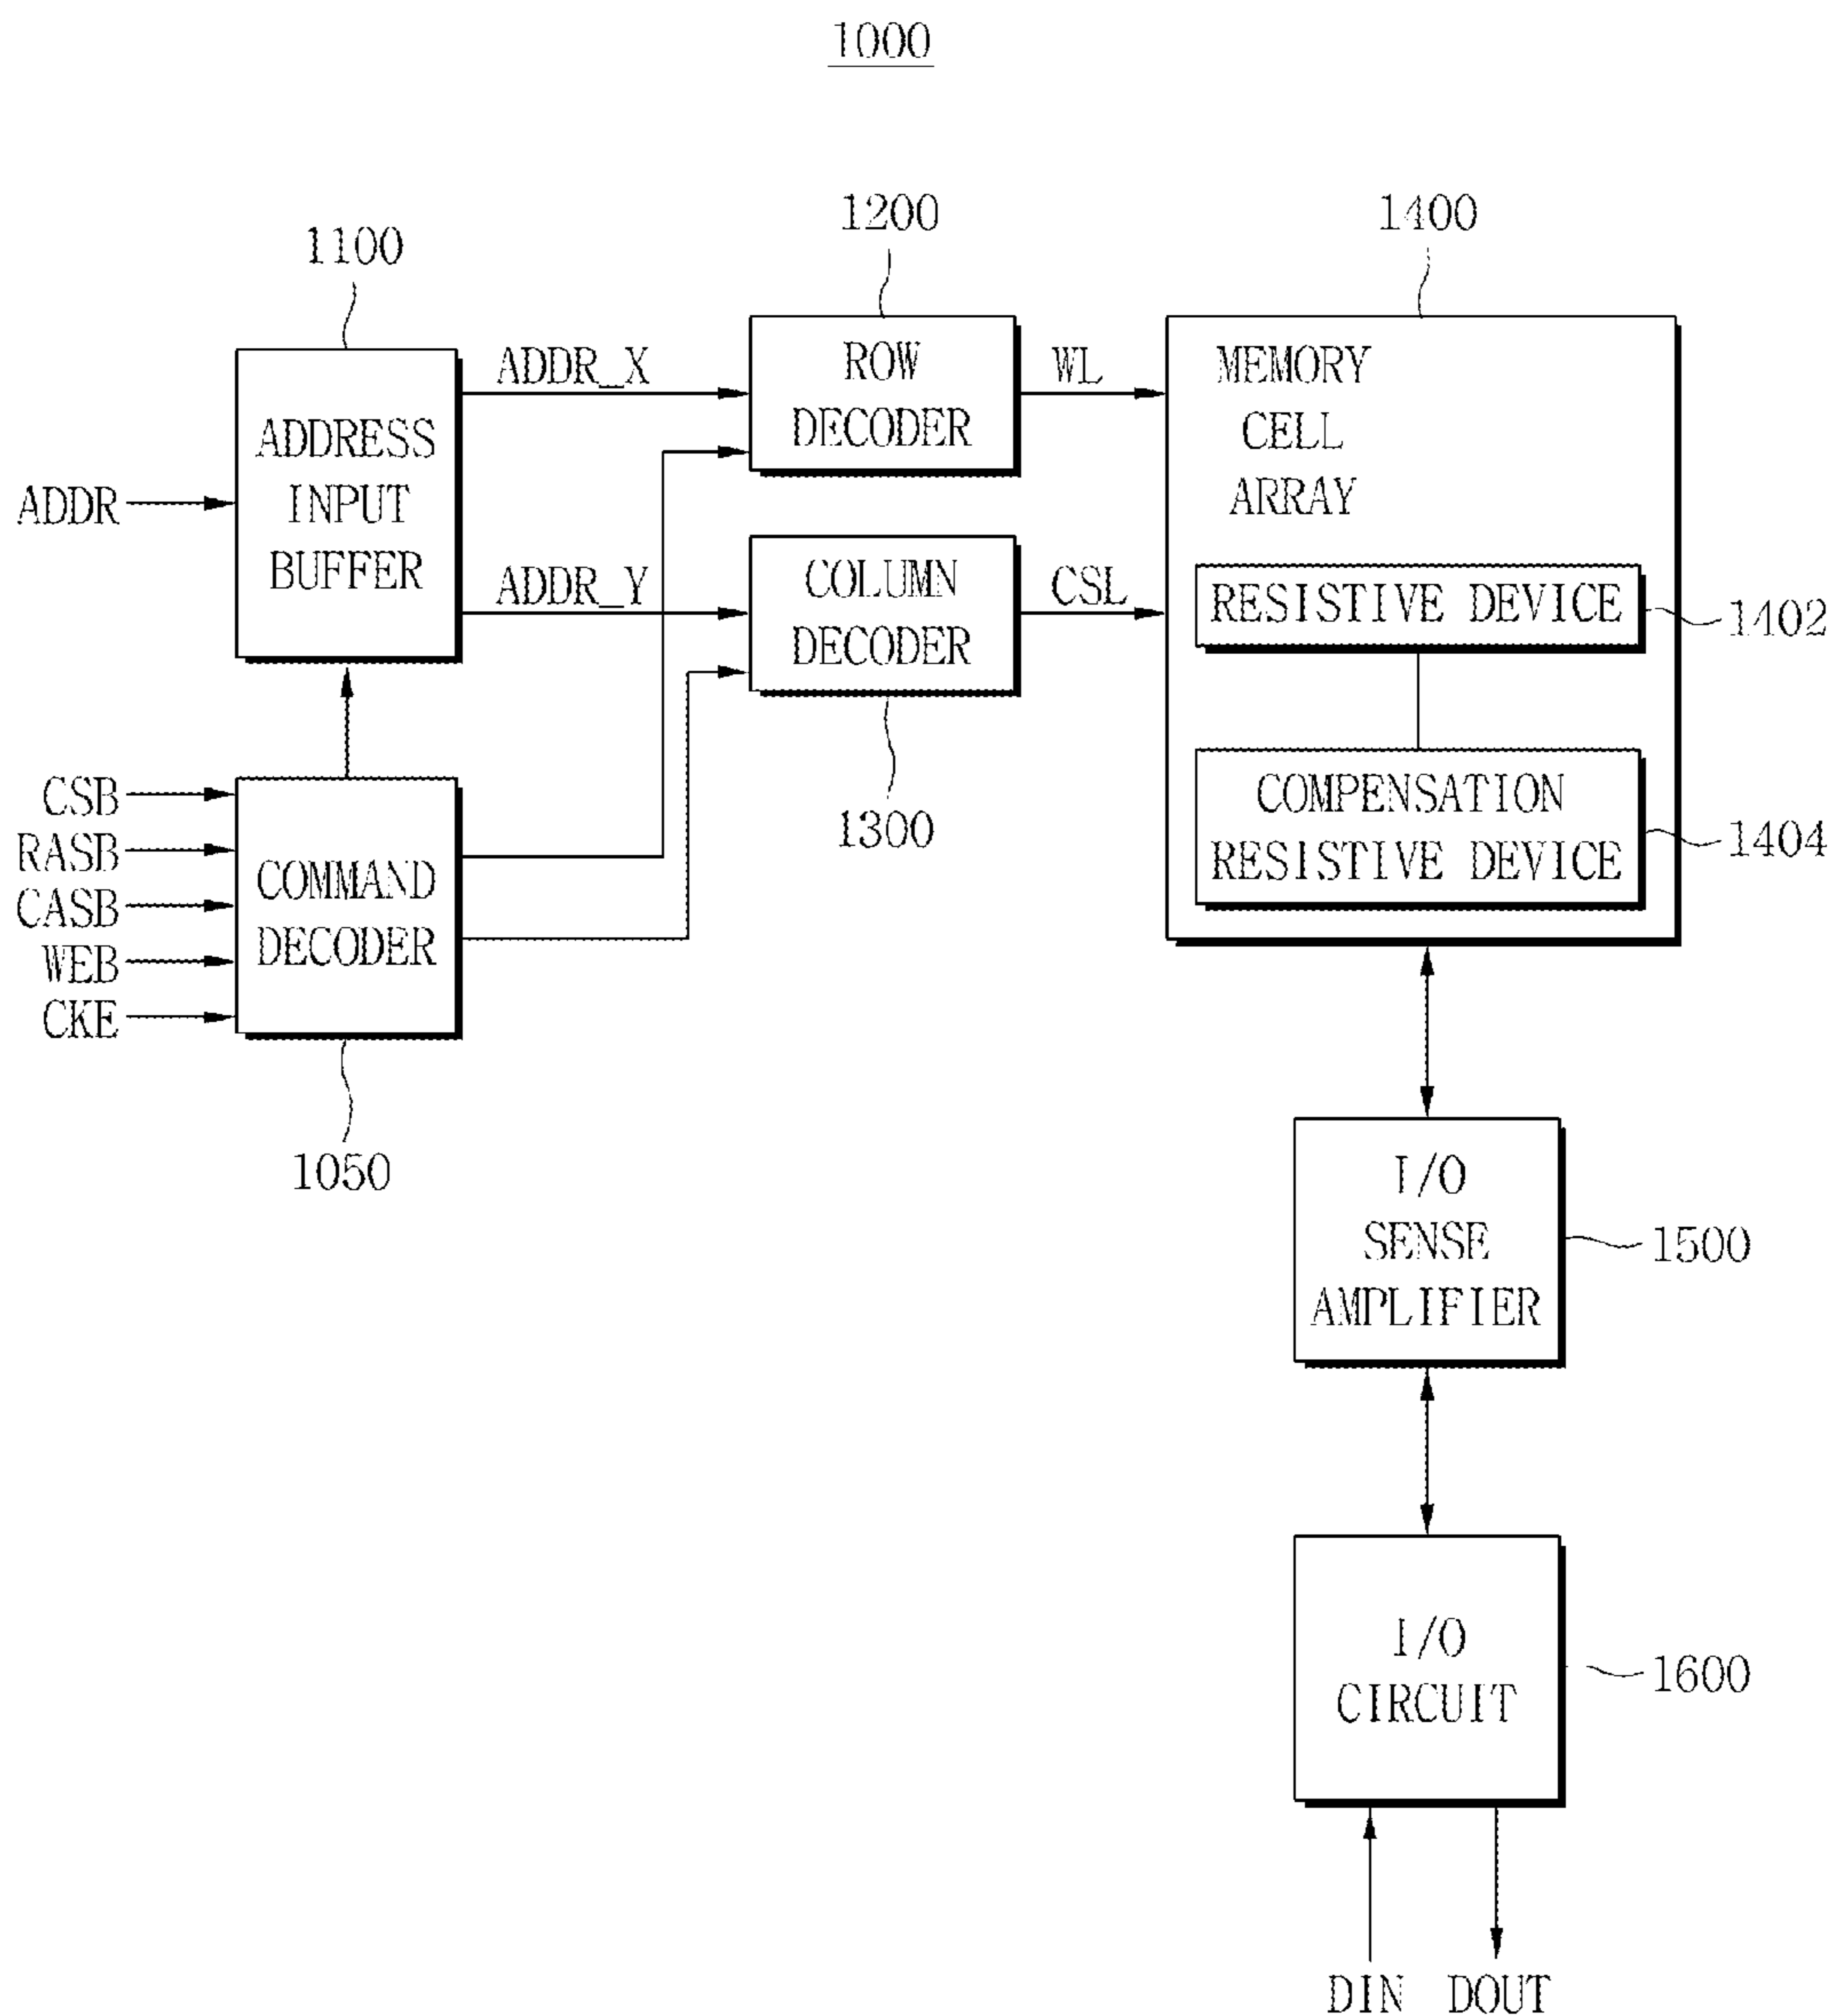 1000
1100
1200
1400
ADDR
ADDRESS
INPUT
BUFFER
ADDR_X
ADDR_Y
ROW
DECODER
WL
COLUMN
DECODER
CSL
1300
MEMORY
CELL
ARRAY
RESISTIVE DEVICE
1402
COMPENSATION
RESISTIVE DEVICE
1404
CSB
RASB
CASB
WEB
CKE
COMMAND
DECODER
1050
I/O
SENSE
AMPLIFIER
1500
I/O
CIRCUIT
1600
DIN DOUT